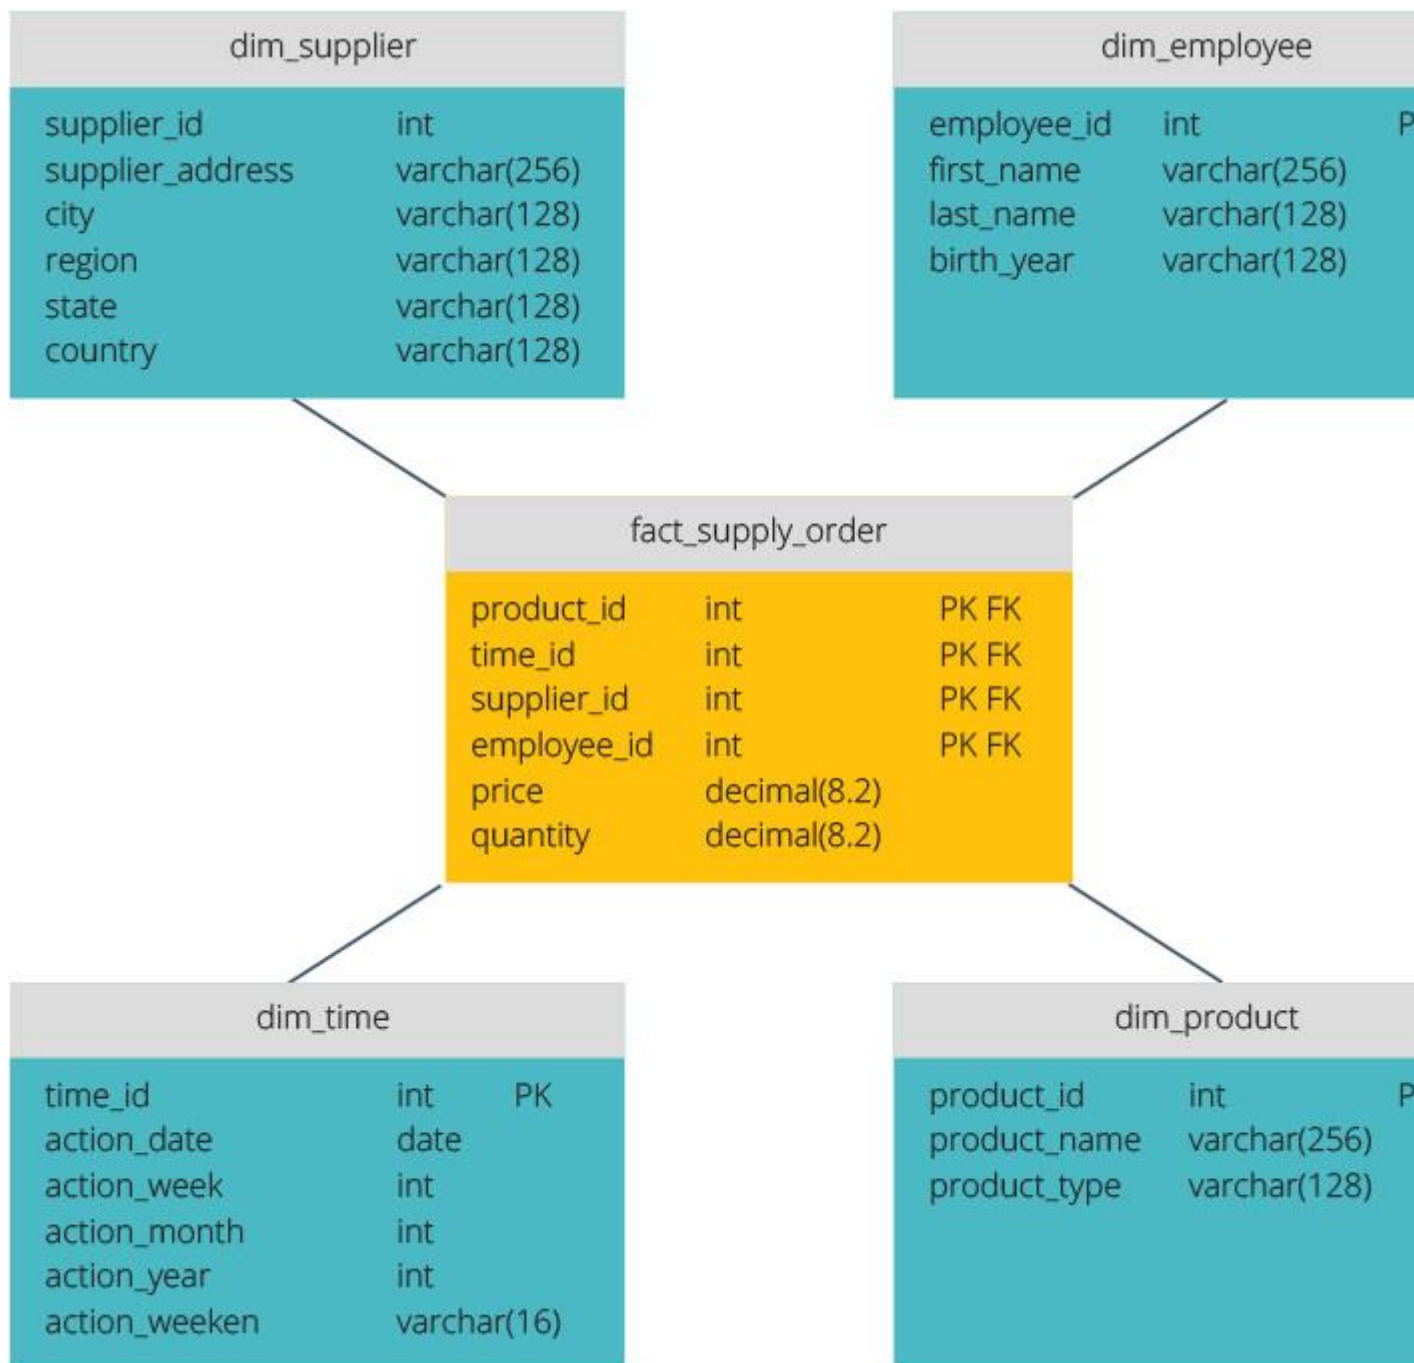 dim_supplier
supplier_id int
supplier_address varchar(256)
city varchar(128)
region varchar(128)
state varchar(128)
country varchar(128)
dim_employee
employee_id int P
first_name varchar(256)
last_name varchar(128)
birth_year varchar(128)
fact_supply_order
product_id int PK FK
time_id int PK FK
supplier_id int PK FK
employee_id int PK FK
price decimal(8.2)
quantity decimal(8.2)
dim_time
time_id int PK
action_date date
action_week int
action_month int
action_year int
action_weeken varchar(16)
dim_product
product_id int P
product_name varchar(256)
product_type varchar(128)